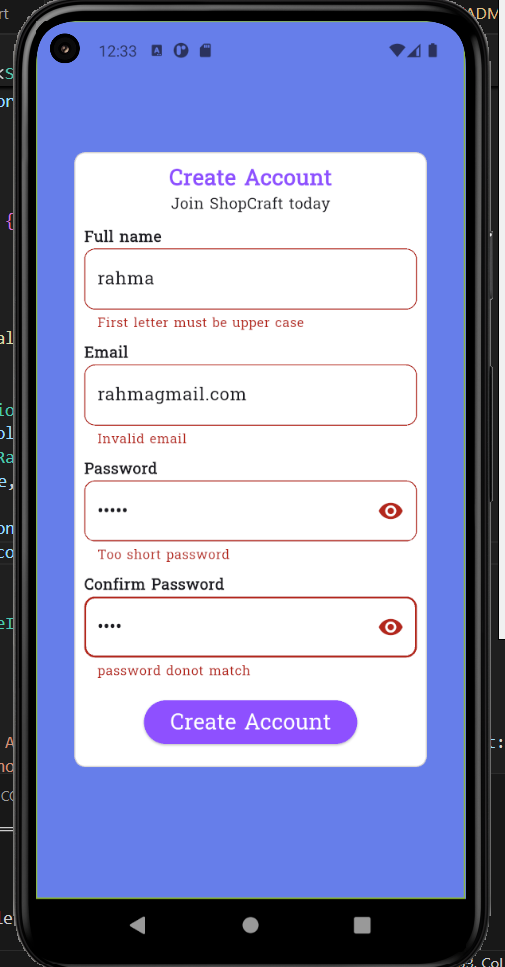 12:33
Create Account
Join ShopCraft today
Full name
rahma
First letter must be upper case
Email
rahmagmail.com
Invalid email
Password
•••••
Too short password
Confirm Password
••••
password donot match
Create Account